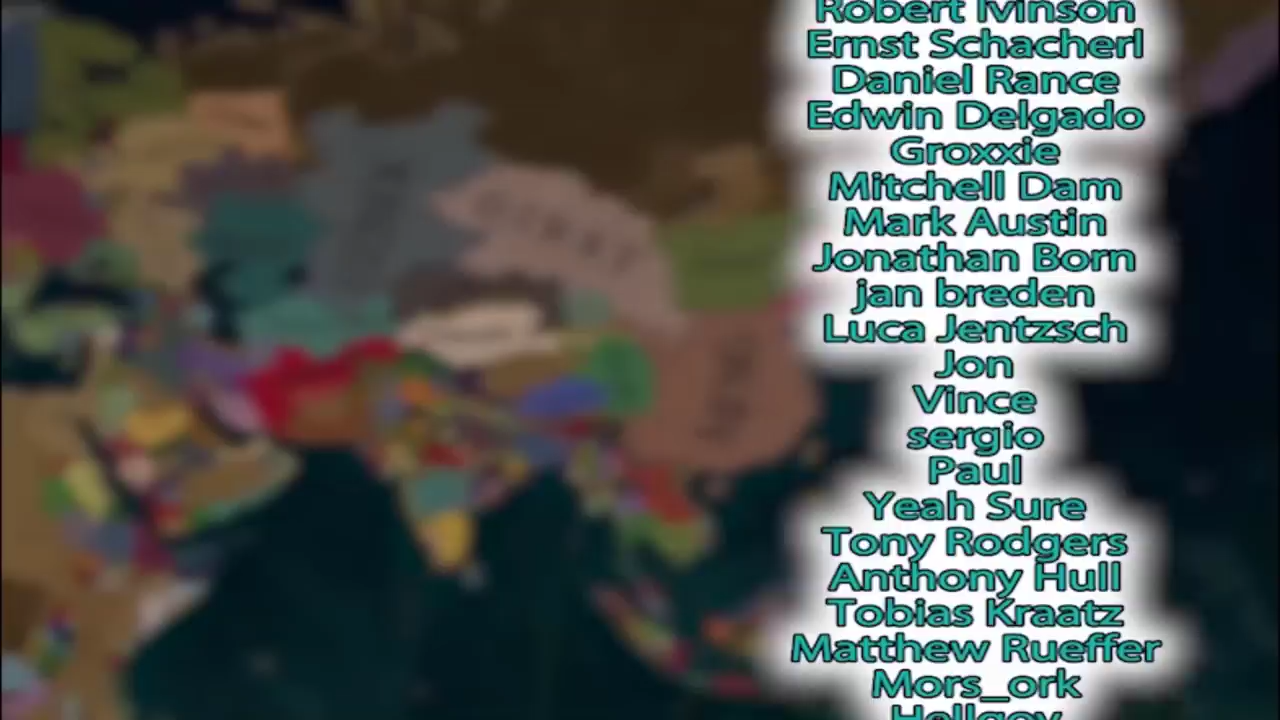 Robert Ivinson
Ernst Schacherl
Daniel Rance
Edwin Delgado
Groxxie
Mitchell Dam
Mark Austin
Jonathan Born
jan breden
Luca Jentzsch
Jon
Vince
sergio
Paul
Yeah Sure
Tony Rodgers
Anthony Hull
Tobias Kraatz
Matthew Rueffer
Mors_ork